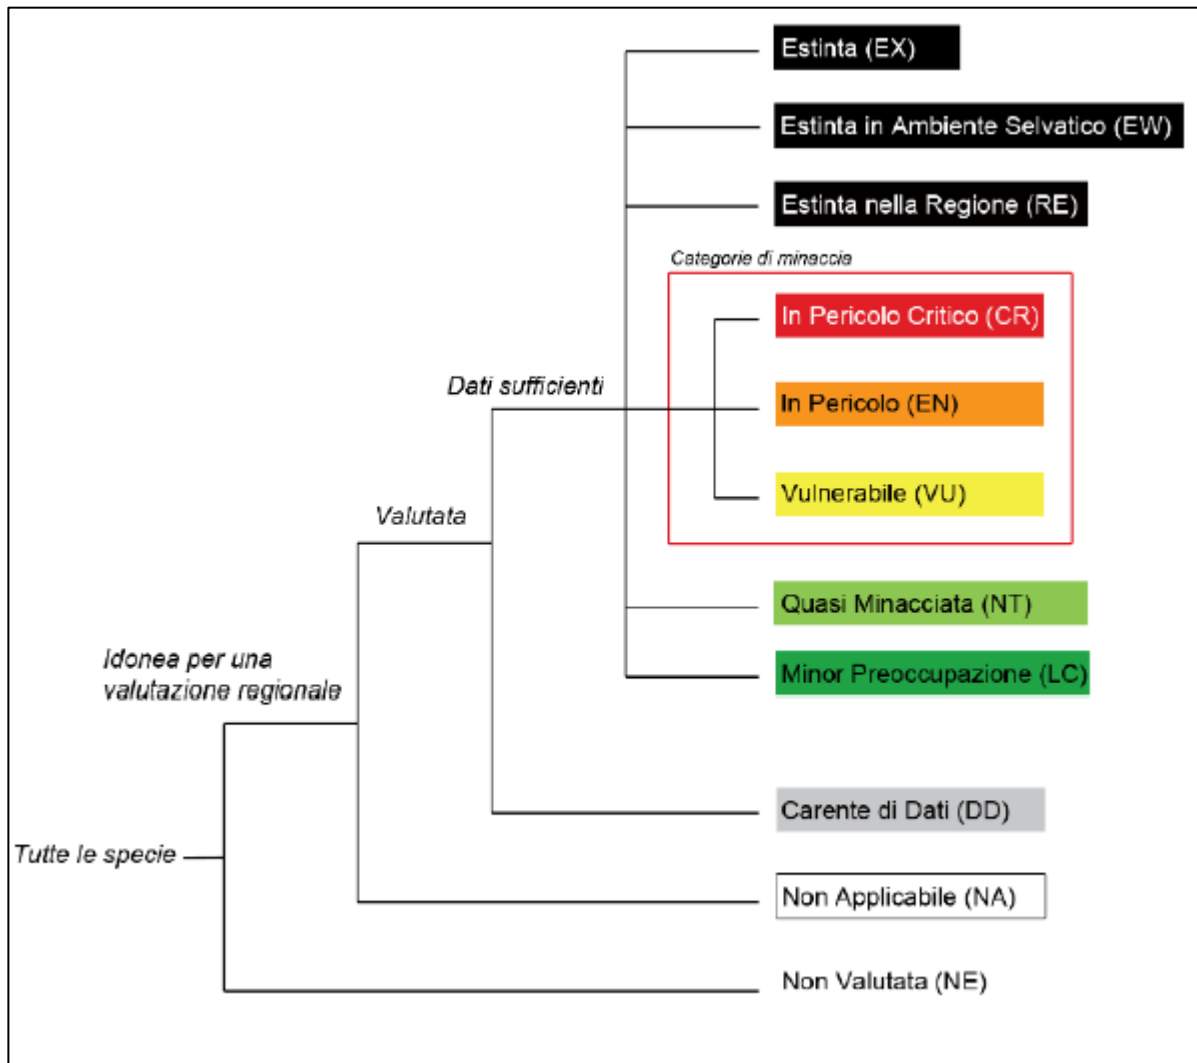 Estinta (EX)
Estinta in Ambiente Selvatico (EW)
Estinta nella Regione (RE)
Categorie di minaccia
In Pericolo Critico (CR)
Dati sufficienti
In Pericolo (EN)
Vulnerabile (VU)
Valutata
Quasi Minacciata (NT)
Idonea per una
valutazione regionale
Minor Preoccupazione (LC)
Carente di Dati (DD)
Tutte le specie
Non Applicabile (NA)
Non Valutata (NE)